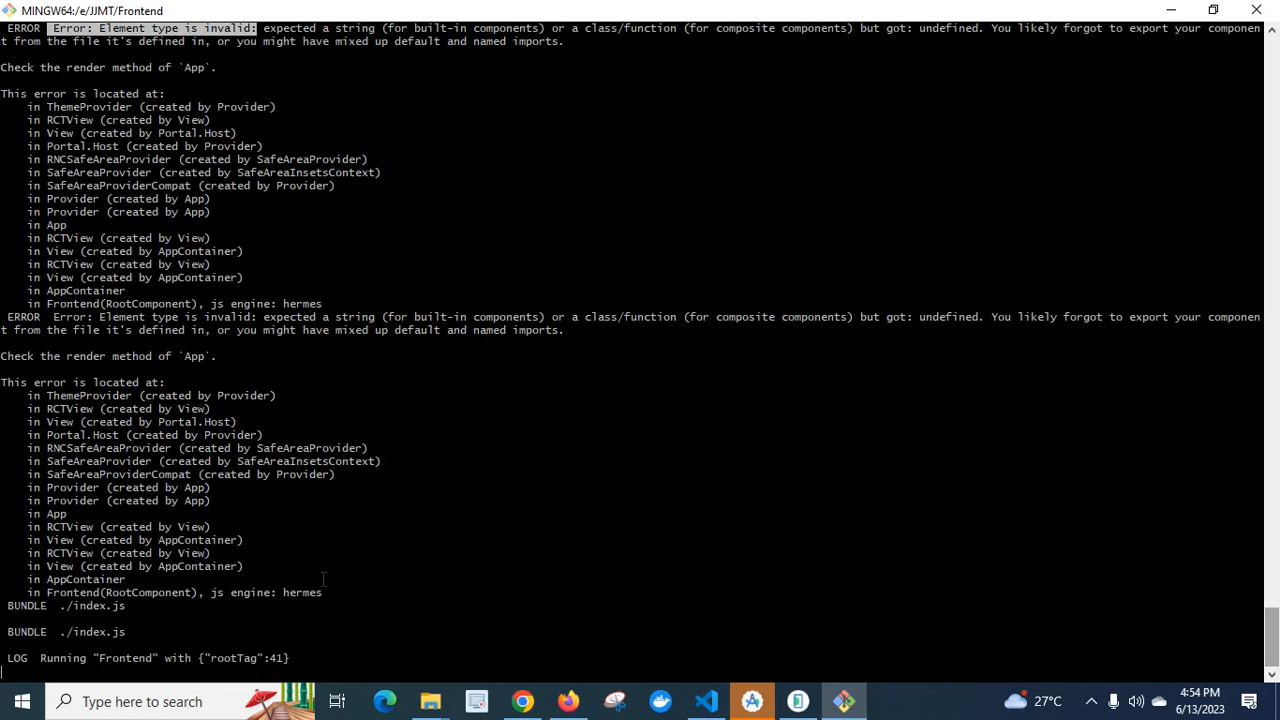 MINGW64:/e/JJMT/Frontend
ERROR  Error: Element type is invalid: expected a string (for built-in components) or a class/function (for composite components) but got: undefined. You likely forgot to export your componen
t from the file it's defined in, or you might have mixed up default and named imports.
Check the render method of `App`.
This error is located at:
    in ThemeProvider (created by Provider)
    in RCTView (created by View)
    in View (created by Portal.Host)
    in Portal.Host (created by Provider)
    in RNCSafeAreaProvider (created by SafeAreaProvider)
    in SafeAreaProvider (created by SafeAreaInsetsContext)
    in SafeAreaProviderCompat (created by Provider)
    in Provider (created by App)
    in Provider (created by App)
    in App
    in RCTView (created by View)
    in View (created by AppContainer)
    in RCTView (created by View)
    in View (created by AppContainer)
    in AppContainer
    in Frontend(RootComponent), js engine: hermes
ERROR  Error: Element type is invalid: expected a string (for built-in components) or a class/function (for composite components) but got: undefined. You likely forgot to export your componen
t from the file it's defined in, or you might have mixed up default and named imports.
Check the render method of `App`.
This error is located at:
    in ThemeProvider (created by Provider)
    in RCTView (created by View)
    in View (created by Portal.Host)
    in Portal.Host (created by Provider)
    in RNCSafeAreaProvider (created by SafeAreaProvider)
    in SafeAreaProvider (created by SafeAreaInsetsContext)
    in SafeAreaProviderCompat (created by Provider)
    in Provider (created by App)
    in Provider (created by App)
    in App
    in RCTView (created by View)
    in View (created by AppContainer)
    in RCTView (created by View)
    in View (created by AppContainer)
    in AppContainer
    in Frontend(RootComponent), js engine: hermes
BUNDLE  ./index.js
BUNDLE  ./index.js
LOG  Running "Frontend" with {"rootTag":41}
Type here to search
27°C
4:54 PM
6/13/2023